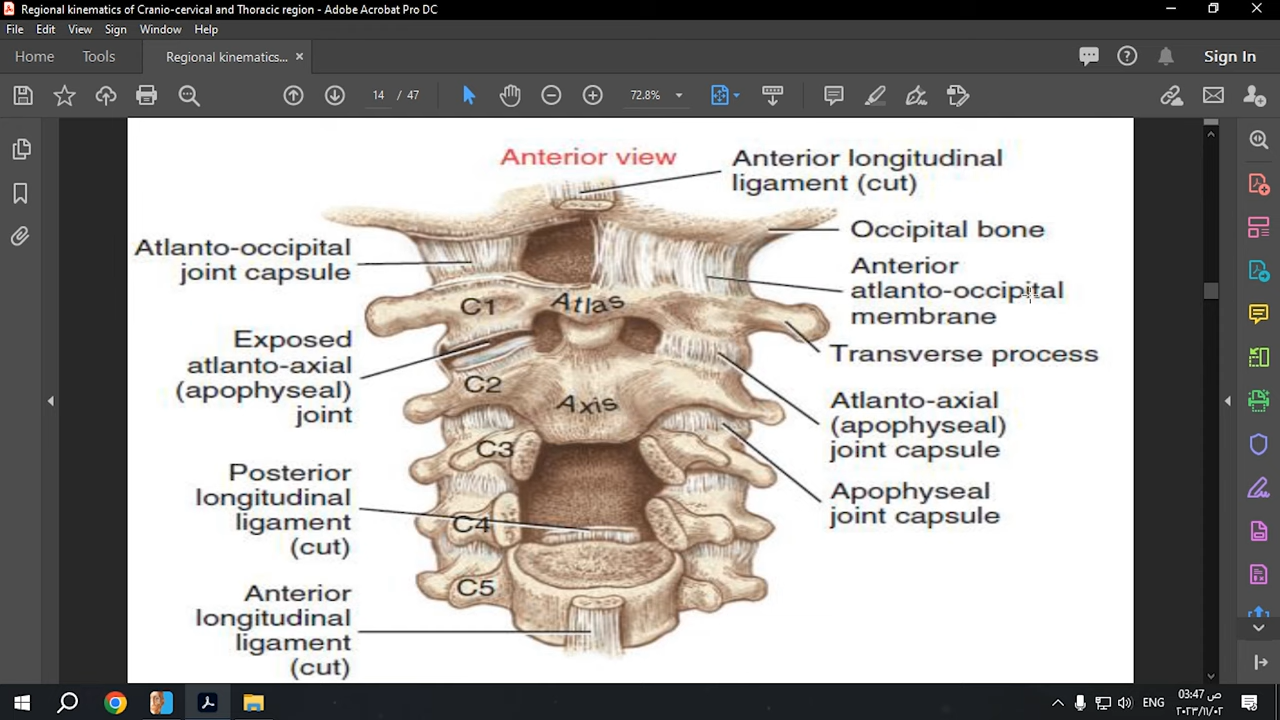 Regional kinematics of Cranio-cervical and Thoracic region - Adobe Acrobat Pro DC
File Edit View Sign Window Help
Home Tools Regional kinematics... × Sign In
14 / 47 72.8%
Anterior view
Anterior longitudinal
ligament (cut)
Occipital bone
Anterior
atlanto-occipital
membrane
Transverse process
Atlanto-axial
(apophyseal)
joint capsule
Apophyseal
joint capsule
Atlanto-occipital
joint capsule
Exposed
atlanto-axial
(apophyseal)
joint
Posterior
longitudinal
ligament
(cut)
Anterior
longitudinal
ligament
(cut)
C1
Atlas
C2
Axis
C3
C4
C5
ENG
03:47 ص
٢٠٢٣/١١/٠٢